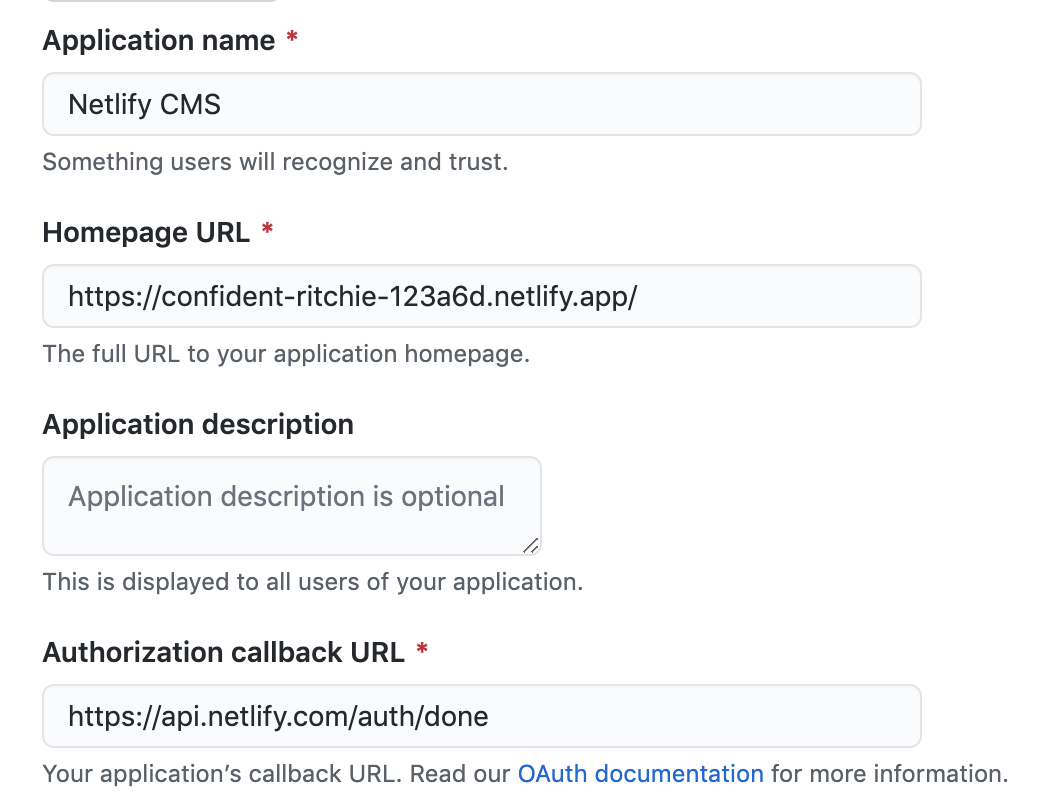 Application name *
Netlify CMS
Something users will recognize and trust.
Homepage URL *
https://confident-ritchie-123a6d.netlify.app/
The full URL to your application homepage.
Application description
Application description is optional
This is displayed to all users of your application.
Authorization callback URL *
https://api.netlify.com/auth/done
Your application’s callback URL. Read our OAuth documentation for more information.